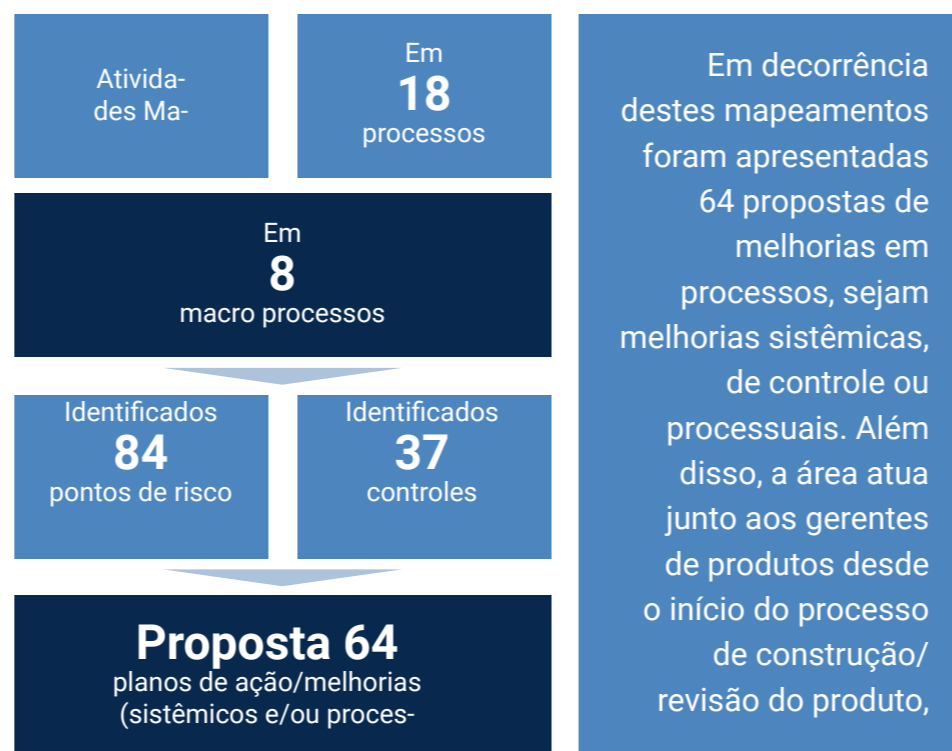 Ativida-
des Ma-
Em
18
processos
Em
8
macro processos
Identificados
84
pontos de risco
Identificados
37
controles
Proposta 64
planos de ação/melhorias
(sistêmicos e/ou proces-
Em decorrência
destes mapeamentos
foram apresentadas
64 propostas de
melhorias em
processos, sejam
melhorias sistêmicas,
de controle ou
processuais. Além
disso, a área atua
junto aos gerentes
de produtos desde
o início do processo
de construção/
revisão do produto,